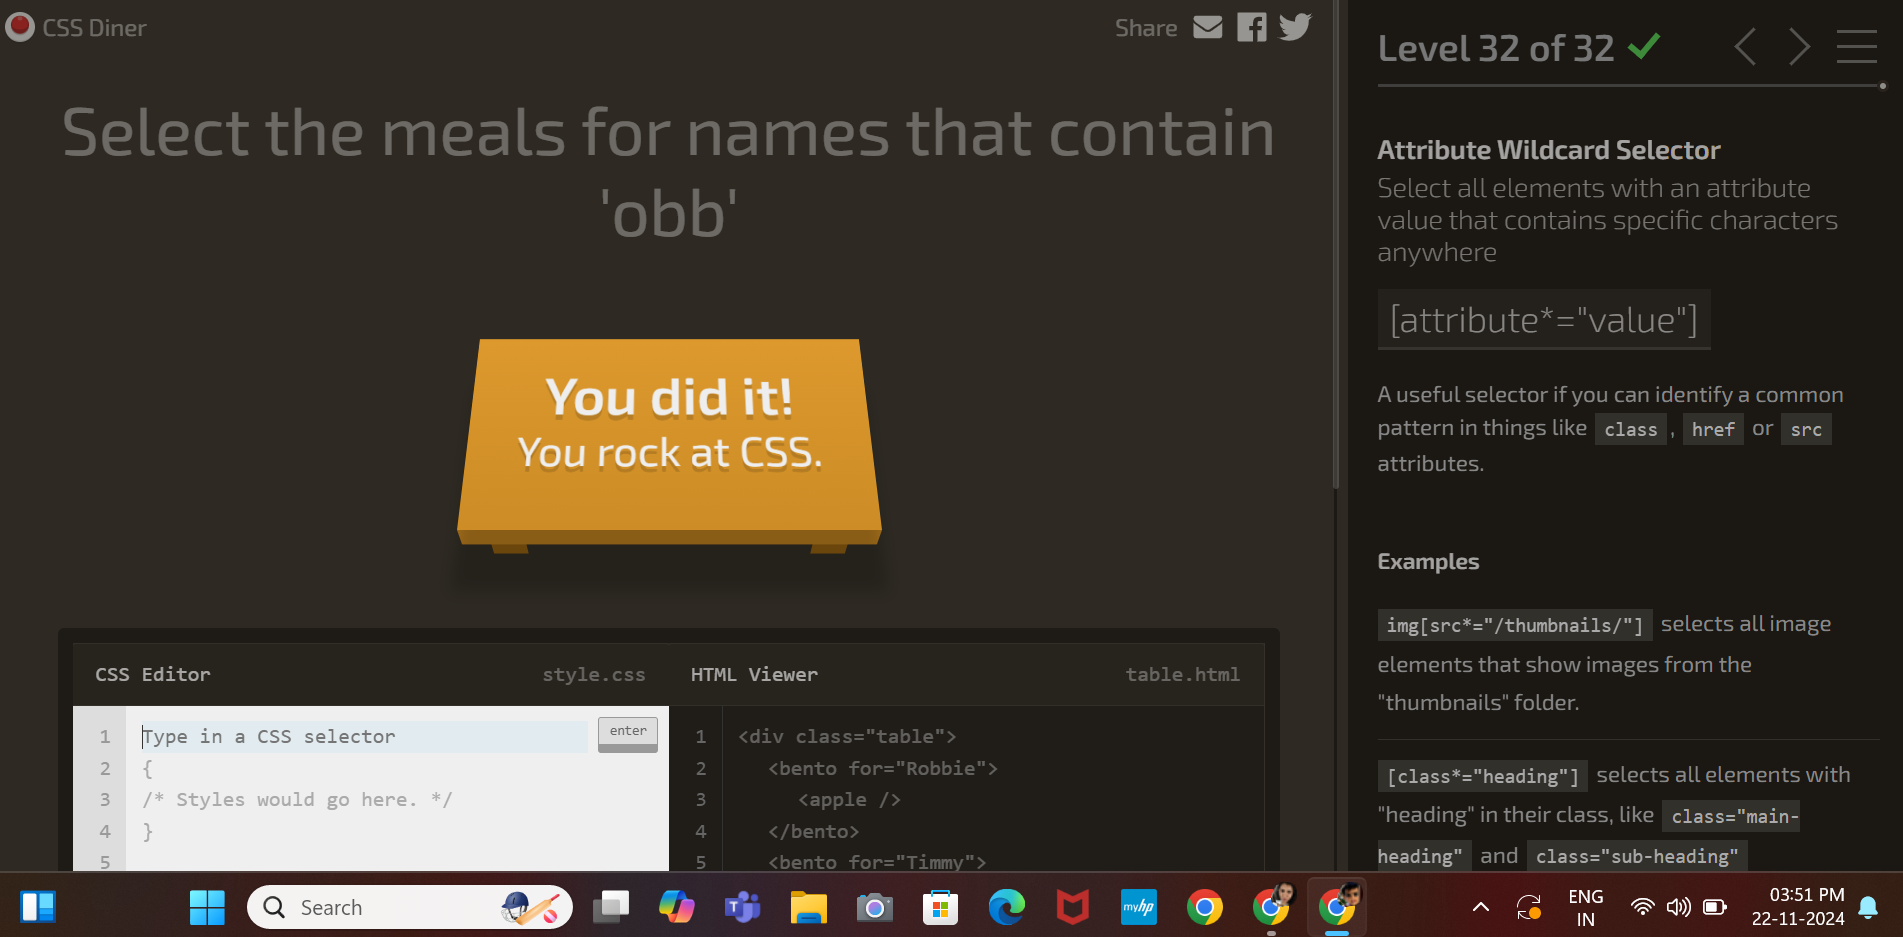 CSS Diner
Share
Select the meals for names that contain
'obb'
You did it!
You rock at CSS.
CSS Editor
style.css
HTML Viewer
table.html
1
Type in a CSS selector
enter
2
{
3
/* Styles would go here. */
4
}
5
1
<div class="table">
2
<bento for="Robbie">
3
<apple />
4
</bento>
5
<bento for="Timmy">
Level 32 of 32
Attribute Wildcard Selector
Select all elements with an attribute
value that contains specific characters
anywhere
[attribute*="value"]
A useful selector if you can identify a common
pattern in things like class , href or src
attributes.
Examples
img[src*="/thumbnails/"] selects all image
elements that show images from the
"thumbnails" folder.
[class*="heading"] selects all elements with
"heading" in their class, like class="main-
heading" and class="sub-heading"
Search
myhp
ENG
IN
03:51 PM
22-11-2024